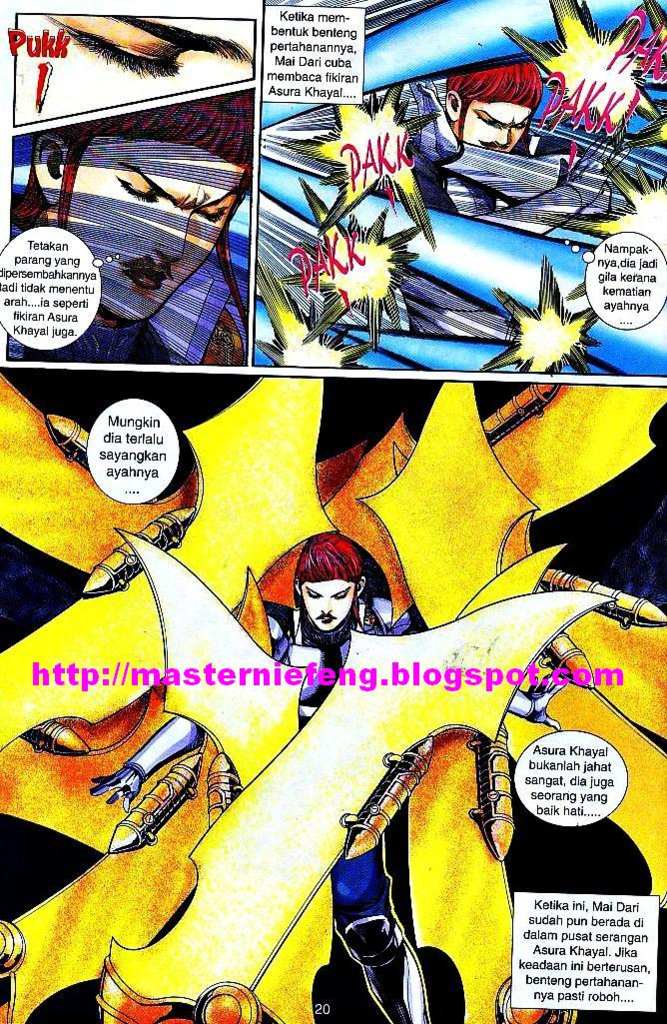 Pukk
!
Ketika mem-
bentuk benteng
pertahanannya,
Mai Dari cuba
membaca fikiran
Asura Khayal....
PAKK
!
PAKK
!
PAKK
!
PAKK
!
Tetakan
parang yang
dipersembahkannya
tadi tidak menentu
arah....ia seperti
fikiran Asura
Khayal juga.
Nampak-
nya,dia jadi
gila kerana
kematian
ayahnya
....
Mungkin
dia terlalu
sayangkan
ayahnya
....
http://masterniefeng.blogspot.com
Asura Khayal
bukanlah jahat
sangat, dia juga
seorang yang
baik hati.....
Ketika ini, Mai Dari
sudah pun berada di
dalam pusat serangan
Asura Khayal. Jika
keadaan ini berterusan,
benteng pertahanan-
nya pasti roboh....
20